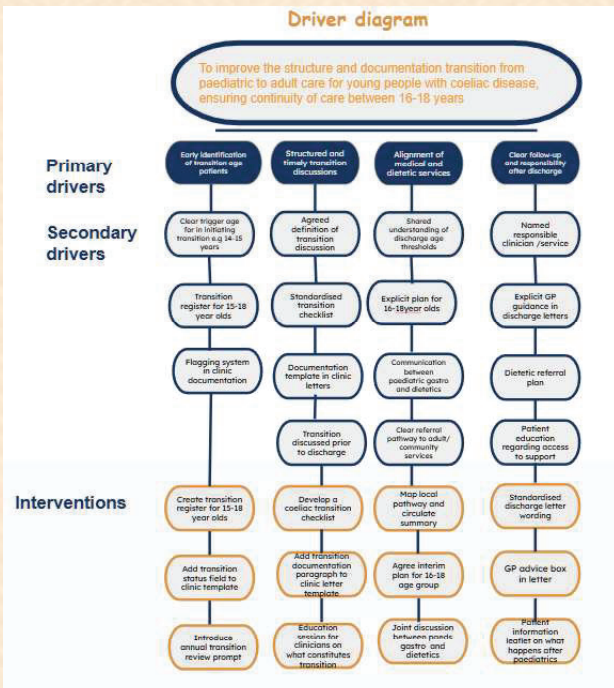 Driver diagram
To improve the structure and documentation transition from
paediatric to adult care for young people with coeliac disease,
ensuring continuity of care between 16-18 years
Primary
drivers
Early identification
of transition age
patients
Structured and
timely transition
discussions
Alignment of
medical and
dietetic services
Clear follow-up
and responsibility
after discharge
Secondary
drivers
Clear trigger age
for in initiating
transition e.g 14-15
years
Agreed
definition of
transition
discussion
Shared
understanding of
discharge age
thresholds
Named
responsible
clinician /service
Transition
register for 15-18
year olds
Standardised
transition
checklist
Explicit plan for
16-18year olds
Explicit GP
guidance in
discharge letters
Flagging system
in clinic
documentation
Documentation
template in clinic
letters
Communication
between
paediatric gastro
and dietetics
Dietetic referral
plan
Transition
discussed prior
to discharge
Clear referral
pathway to adult/
community
services
Patient
education
regarding access
to support
Interventions
Create transition
register for 15-18
year olds
Develop a
coeliac transition
checklist
Map local
pathway and
circulate
summary
Standardised
discharge letter
wording
Add transition
status field to
clinic template
Add transition
documentation
paragraph to
clinic letter
template
Agree interim
plan for 16-18
age group
GP advice box
in letter
Introduce
annual transition
review prompt
Education
session for
clinicians on
what constitutes
transition
Joint discussion
between paeds
gastro and
dietetics
Patient
information
leaflet on what
happens after
paediatrics